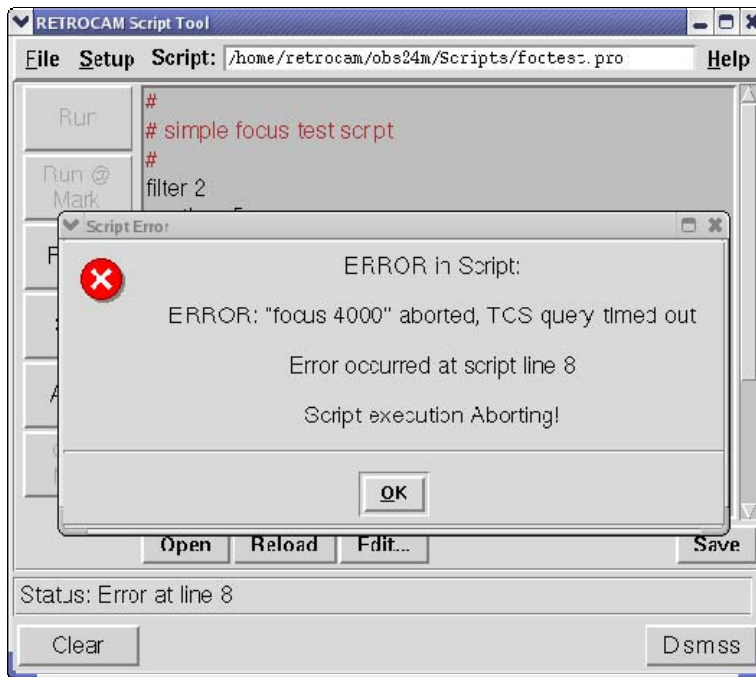 RETROCAM Script Tool
File Setup Script: /home/retrocam/obs24m/Scripts/foctest.pro Help
Run
#
# simple focus test scrpt
#
Run @
Mark
filter 2
Script Error
ERROR in Script:
ERROR: "focus 4000" aborted, TCS query timed out
Error occurred at script line 8
Script execution Aborting!
OK
Open Reload Edit... Save
Status: Error at line 8
Clear Dismiss